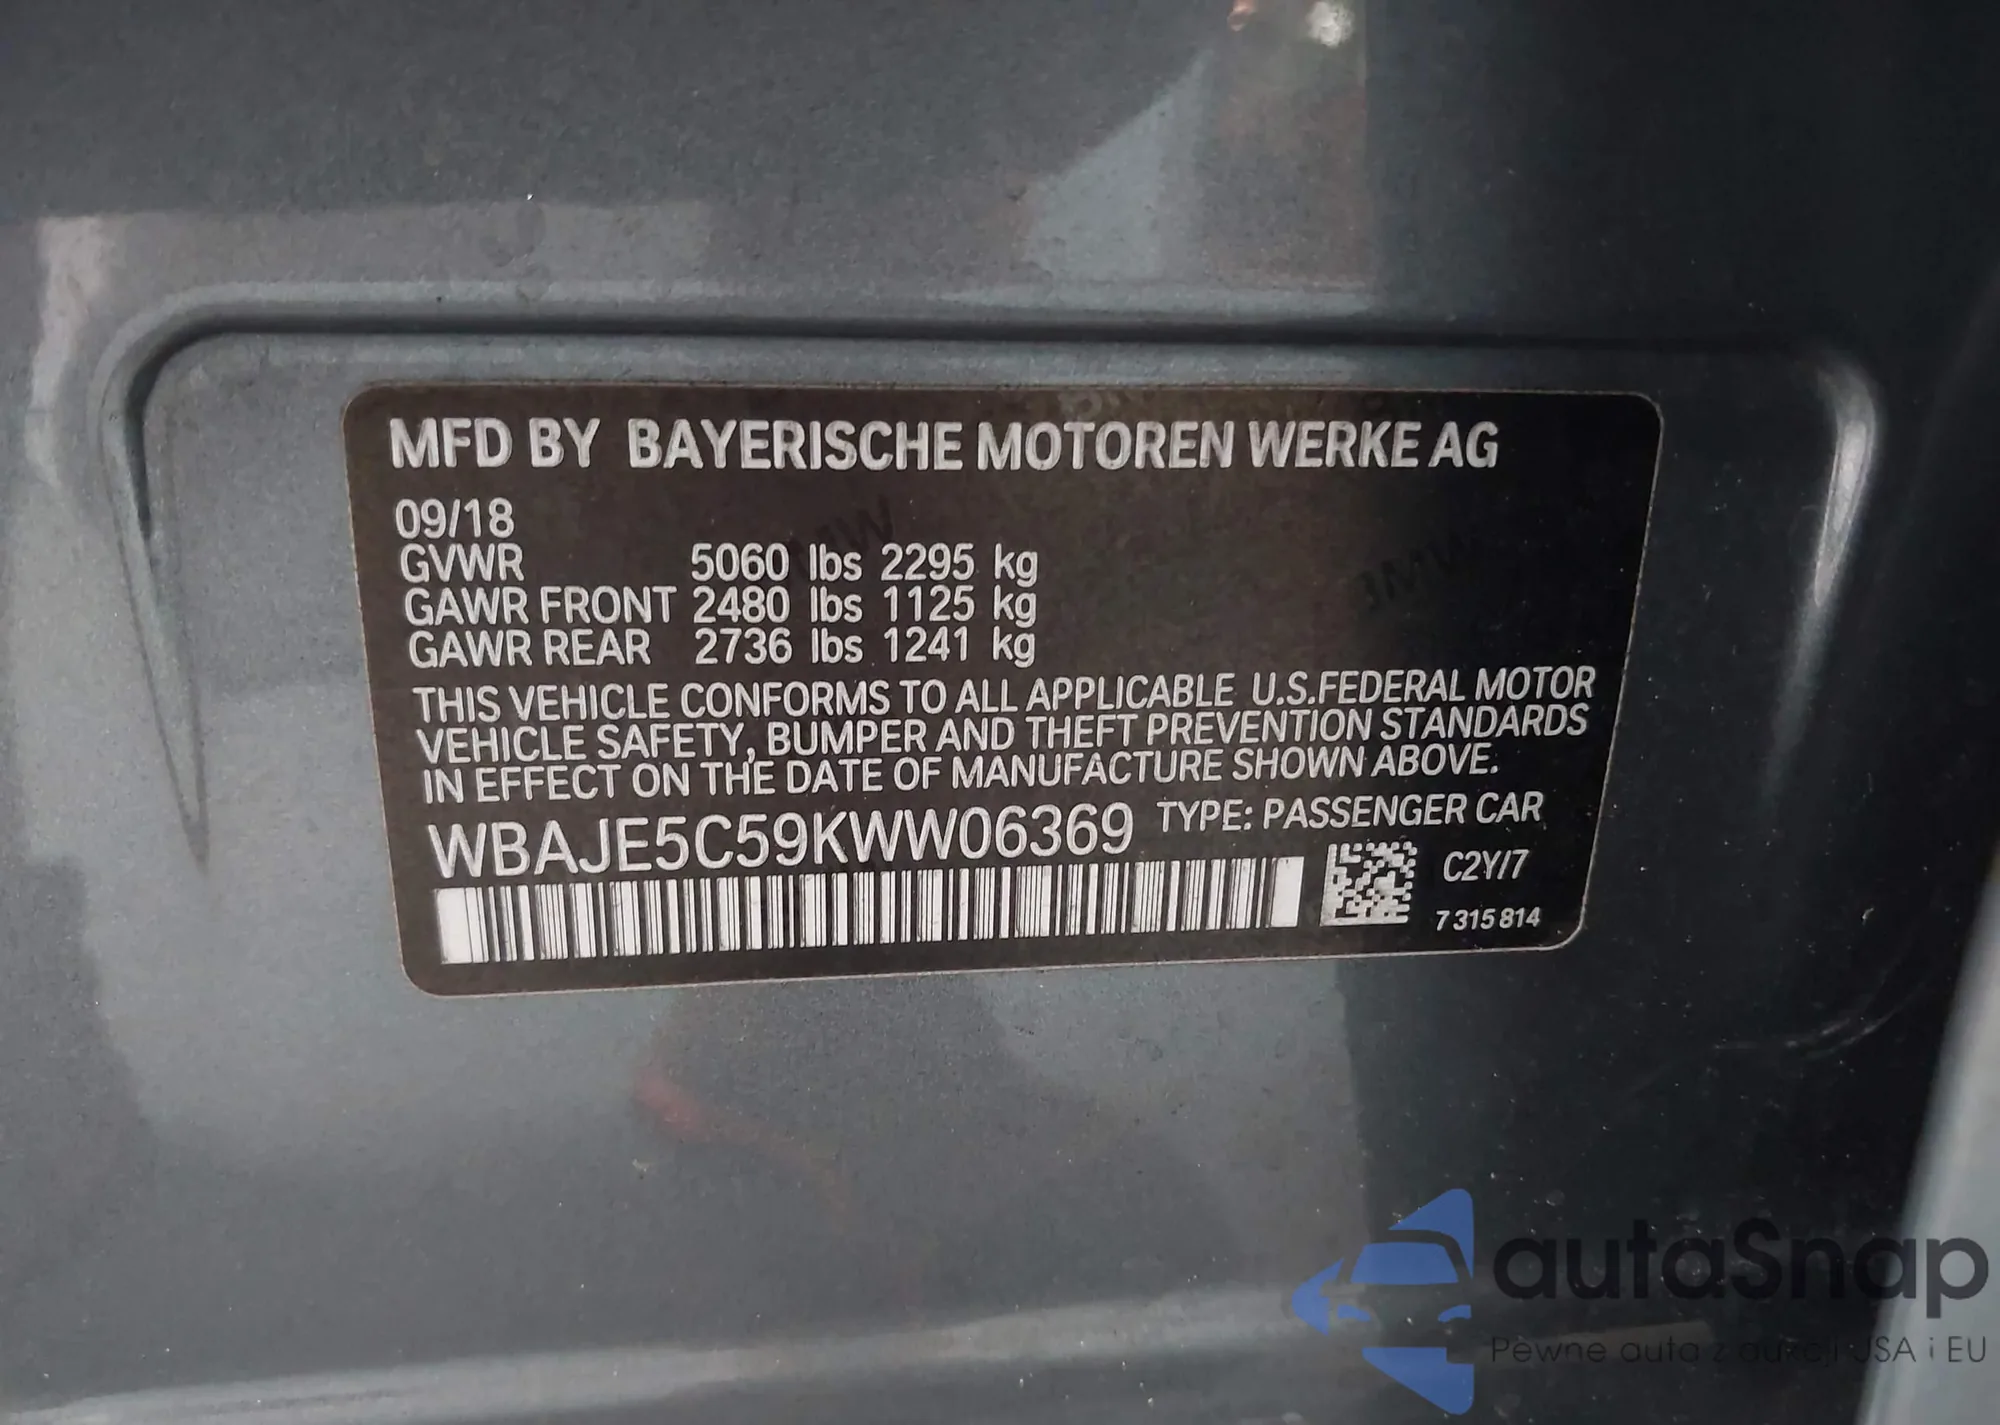 MFD BY BAYERISCHE MOTOREN WERKE AG
09/18
GVWR 5060 lbs 2295 kg
GAWR FRONT 2480 lbs 1125 kg
GAWR REAR 2736 lbs 1241 kg
THIS VEHICLE CONFORMS TO ALL APPLICABLE U.S.FEDERAL MOTOR
VEHICLE SAFETY, BUMPER AND THEFT PREVENTION STANDARDS
IN EFFECT ON THE DATE OF MANUFACTURE SHOWN ABOVE.
WBAJE5C59KWW06369 TYPE: PASSENGER CAR
C2Y/7
7 315 814
autaSnap
Pewne auta z aukcji USA i EU